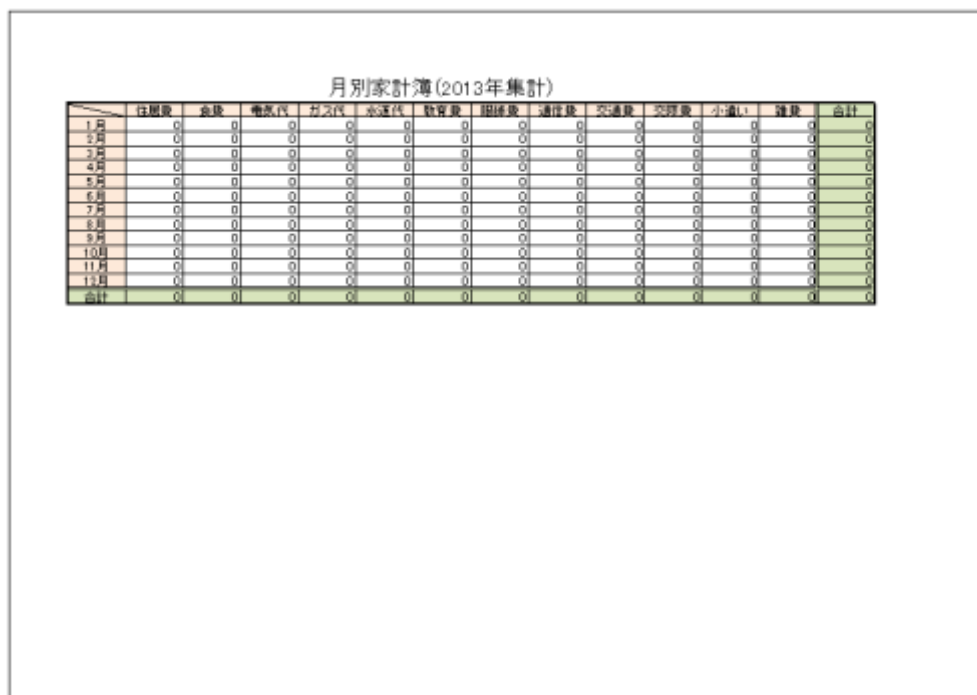 月別家計簿(2013年集計)
住居費 食費 電気代 ガス代 水道代 教育費 服飾費 通信費 交通費 交際費 小遣い 雑費 合計
1月 0 0 0 0 0 0 0 0 0 0 0 0 0
2月 0 0 0 0 0 0 0 0 0 0 0 0 0
3月 0 0 0 0 0 0 0 0 0 0 0 0 0
4月 0 0 0 0 0 0 0 0 0 0 0 0 0
5月 0 0 0 0 0 0 0 0 0 0 0 0 0
6月 0 0 0 0 0 0 0 0 0 0 0 0 0
7月 0 0 0 0 0 0 0 0 0 0 0 0 0
8月 0 0 0 0 0 0 0 0 0 0 0 0 0
9月 0 0 0 0 0 0 0 0 0 0 0 0 0
10月 0 0 0 0 0 0 0 0 0 0 0 0 0
11月 0 0 0 0 0 0 0 0 0 0 0 0 0
12月 0 0 0 0 0 0 0 0 0 0 0 0 0
合計 0 0 0 0 0 0 0 0 0 0 0 0 0